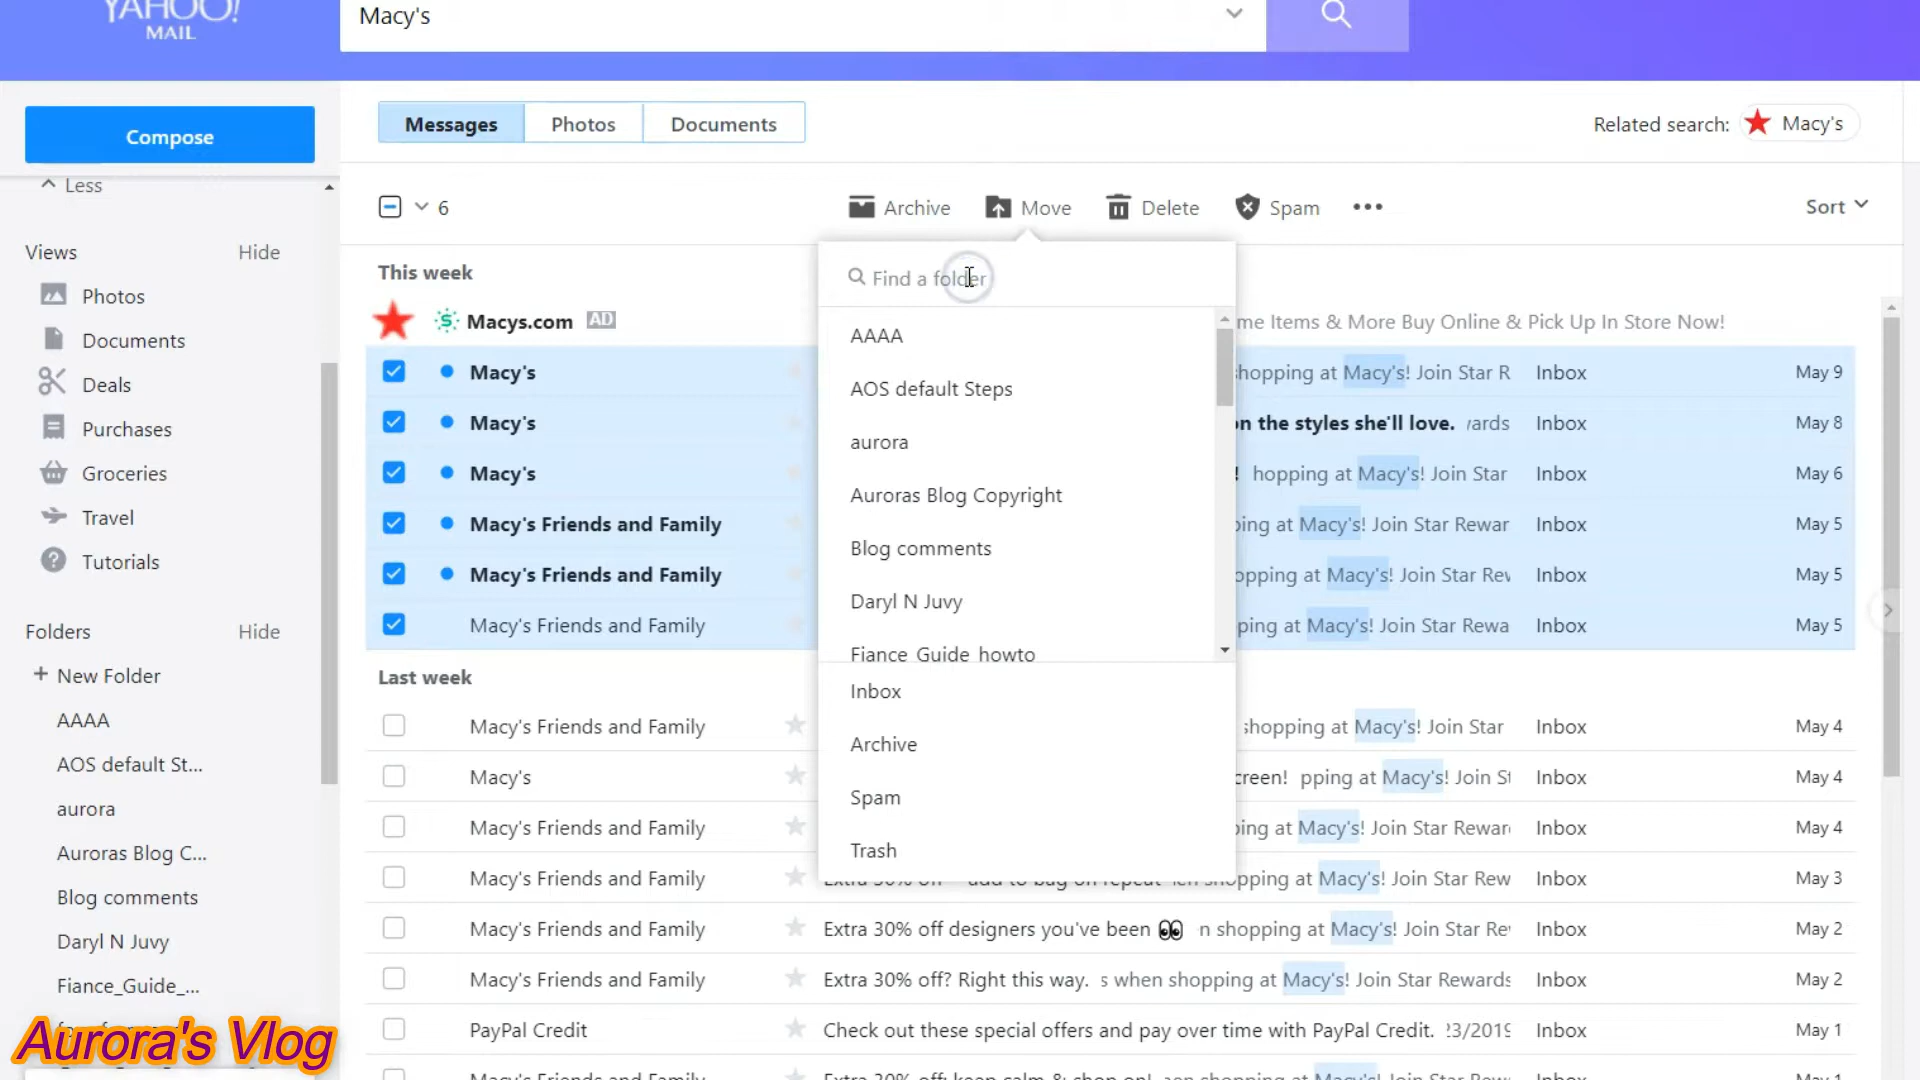 YAHOO!
MAIL
Macy's
Compose
Messages
Photos
Documents
Related search:
Macy's
Less
6
Archive
Move
Delete
Spam
•••
Sort
Views
Hide
Photos
Documents
Deals
Purchases
Groceries
Travel
Tutorials
Folders
Hide
+ New Folder
AAAA
AOS default St...
aurora
Auroras Blog C...
Blog comments
Daryl N Juvy
Fiance_Guide_...
Aurora's Vlog
Find a folder
AAAA
AOS default Steps
aurora
Auroras Blog Copyright
Blog comments
Daryl N Juvy
Fiance Guide howto
Inbox
Archive
Spam
Trash
This week
Macys.com AD me Items & More Buy Online & Pick Up In Store Now!
Macy's shopping at Macy's! Join Star R Inbox May 9
Macy's on the styles she'll love. Inbox May 8
Macy's hopping at Macy's! Join Star Inbox May 6
Macy's Friends and Family ping at Macy's! Join Star Rewar Inbox May 5
Macy's Friends and Family opping at Macy's! Join Star Rev Inbox May 5
Macy's Friends and Family ping at Macy's! Join Star Rewa Inbox May 5
Last week
Macy's Friends and Family shopping at Macy's! Join Star Inbox May 4
Macy's creen! pping at Macy's! Join St Inbox May 4
Macy's Friends and Family ing at Macy's! Join Star Rewar Inbox May 4
Macy's Friends and Family opping at Macy's! Join Star Rew Inbox May 3
Macy's Friends and Family Extra 30% off designers you've been 👀 n shopping at Macy's! Join Star Re Inbox May 2
Macy's Friends and Family Extra 30% off? Right this way. s when shopping at Macy's! Join Star Rewards Inbox May 2
PayPal Credit Check out these special offers and pay over time with PayPal Credit. 23/2019 Inbox May 1